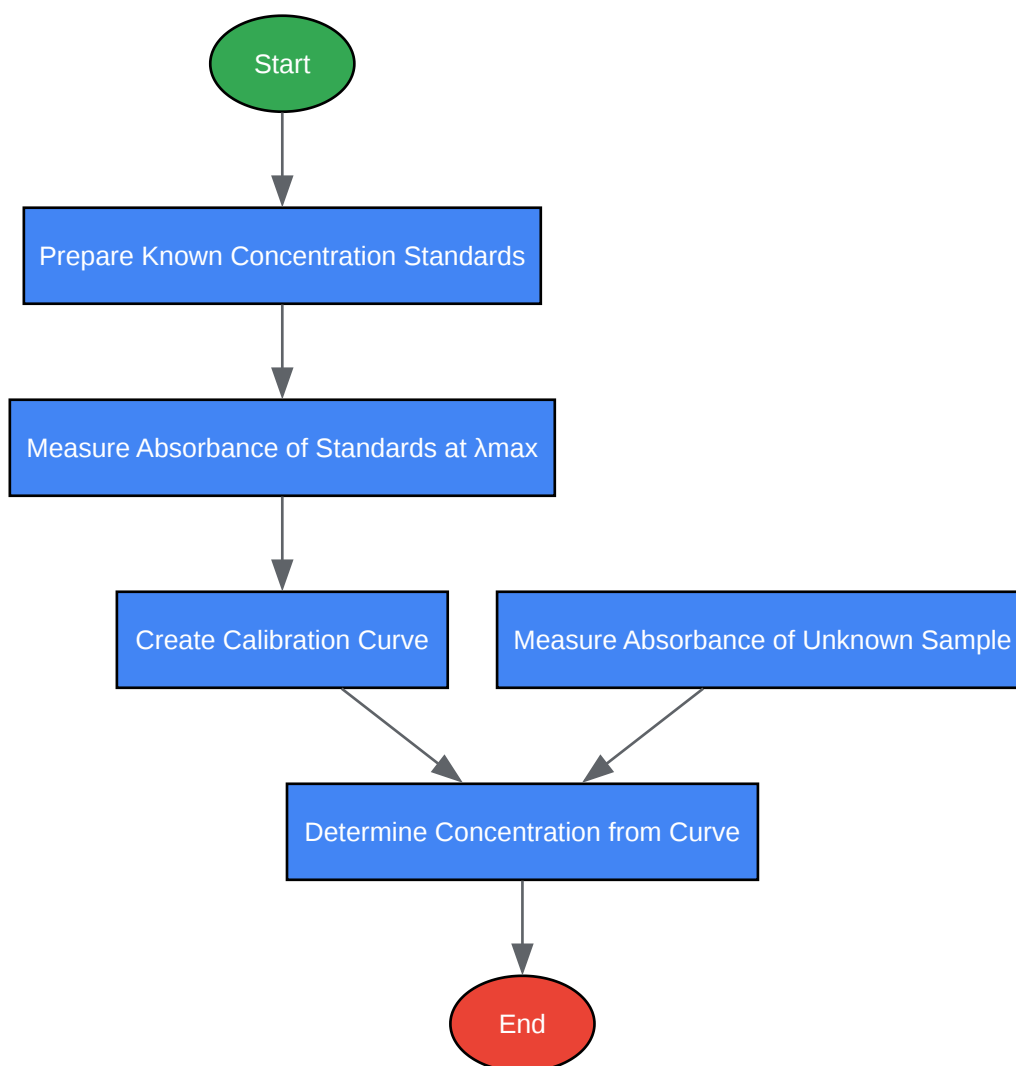 Start
Prepare Known Concentration Standards
Measure Absorbance of Standards at λmax
Create Calibration Curve
Measure Absorbance of Unknown Sample
Determine Concentration from Curve
End